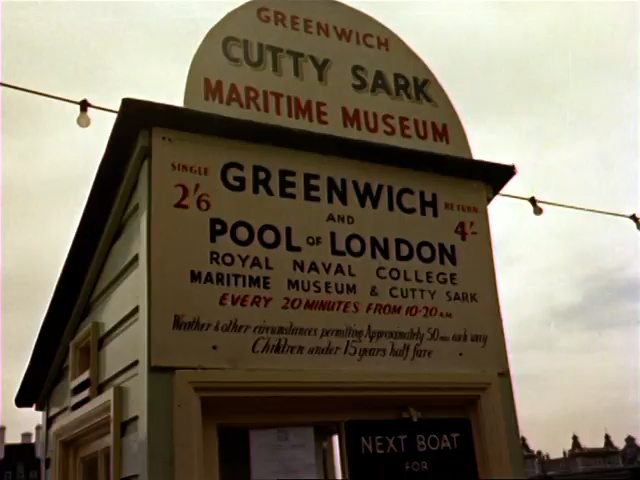 GREENWICH
CUTTY SARK
MARITIME MUSEUM
SINGLE
2'6
GREENWICH
RETURN
4'-
AND
POOL OF LONDON
ROYAL NAVAL COLLEGE
MARITIME MUSEUM & CUTTY SARK
EVERY 20 MINUTES FROM 10-20 A.M
Weather & other circumstances permitting Approximately 50 min each way
Children under 15 years half fare
NEXT BOAT
FOR